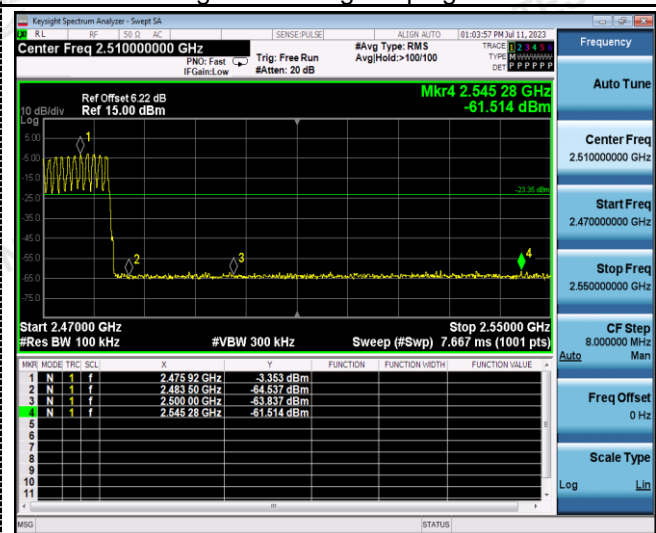 Keysight Spectrum Analyzer - Swept SA
RL RF 50 Ω AC SENSE:PULSE ALIGN AUTO 01:03:57 PM Jul 11, 2023
Center Freq 2.510000000 GHz
PNO: Fast
IFGain:Low
Trig: Free Run
#Atten: 20 dB
#Avg Type: RMS
Avg|Hold:>100/100
TRACE 1 2 3 4 5 6
TYPE M WWWWW
DET P P P P P P
Mkr4 2.545 28 GHz
-61.514 dBm
Ref Offset 6.22 dB
10 dB/div Ref 15.00 dBm
Log
5.00
-5.00
-15.0
-25.0
-35.0
-45.0
-55.0
-65.0
-75.0
1
2
3
4
-23.35 dBm
Start 2.47000 GHz Stop 2.55000 GHz
#Res BW 100 kHz #VBW 300 kHz Sweep (#Swp) 7.667 ms (1001 pts)
MKR MODE TRC SCL X Y FUNCTION FUNCTION WIDTH FUNCTION VALUE
1 N 1 f 2.475 92 GHz -3.353 dBm
2 N 1 f 2.483 50 GHz -64.537 dBm
3 N 1 f 2.500 00 GHz -63.837 dBm
4 N 1 f 2.545 28 GHz -61.514 dBm
5
6
7
8
9
10
11
MSG STATUS
Frequency
Auto Tune
Center Freq
2.510000000 GHz
Start Freq
2.470000000 GHz
Stop Freq
2.550000000 GHz
CF Step
8.000000 MHz
Auto Man
Freq Offset
0 Hz
Scale Type
Log Lin